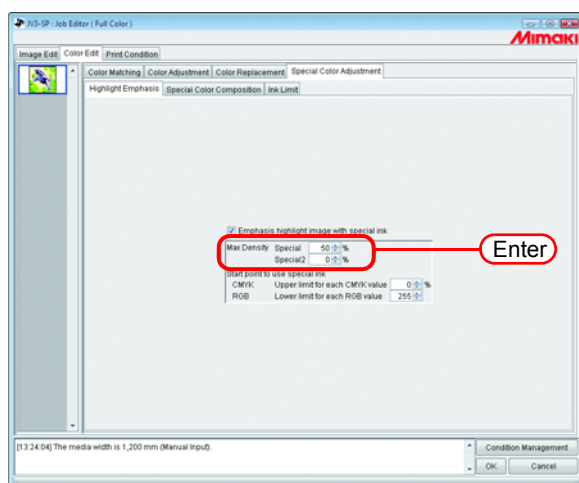 JV3-SP : Job Editor ( Full Color )
Mimaki
Image Edit Color Edit Print Condition
Color Matching Color Adjustment Color Replacement Special Color Adjustment
Highlight Emphasis Special Color Composition Ink Limit
Emphasis highlight image with special ink
Max Density Special 50 %
Special2 0 %
Enter
Start point to use special ink
CMYK Upper limit for each CMYK value 0 %
RGB Lower limit for each RGB value 255
[13:24:04] The media width is 1,200 mm (Manual Input).
Condition Management
OK Cancel